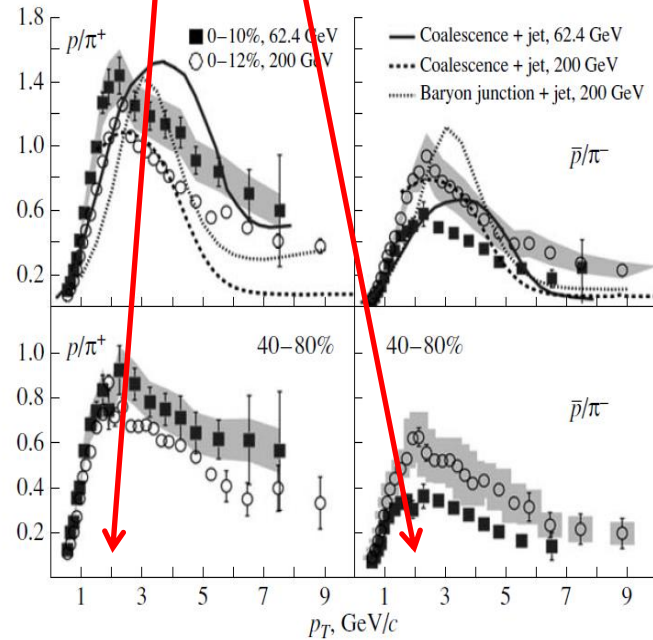 1.8
p/π+
0–10%, 62.4 GeV
0–12%, 200 GeV
Coalescence + jet, 62.4 GeV
Coalescence + jet, 200 GeV
Baryon junction + jet, 200 GeV
p̄/π−
1.4
1.0
0.6
0.2
p/π+
40–80%
40–80%
p̄/π−
1.0
0.8
0.6
0.4
0.2
1 3 5 7 9 1 3 5 7 9
pT, GeV/c